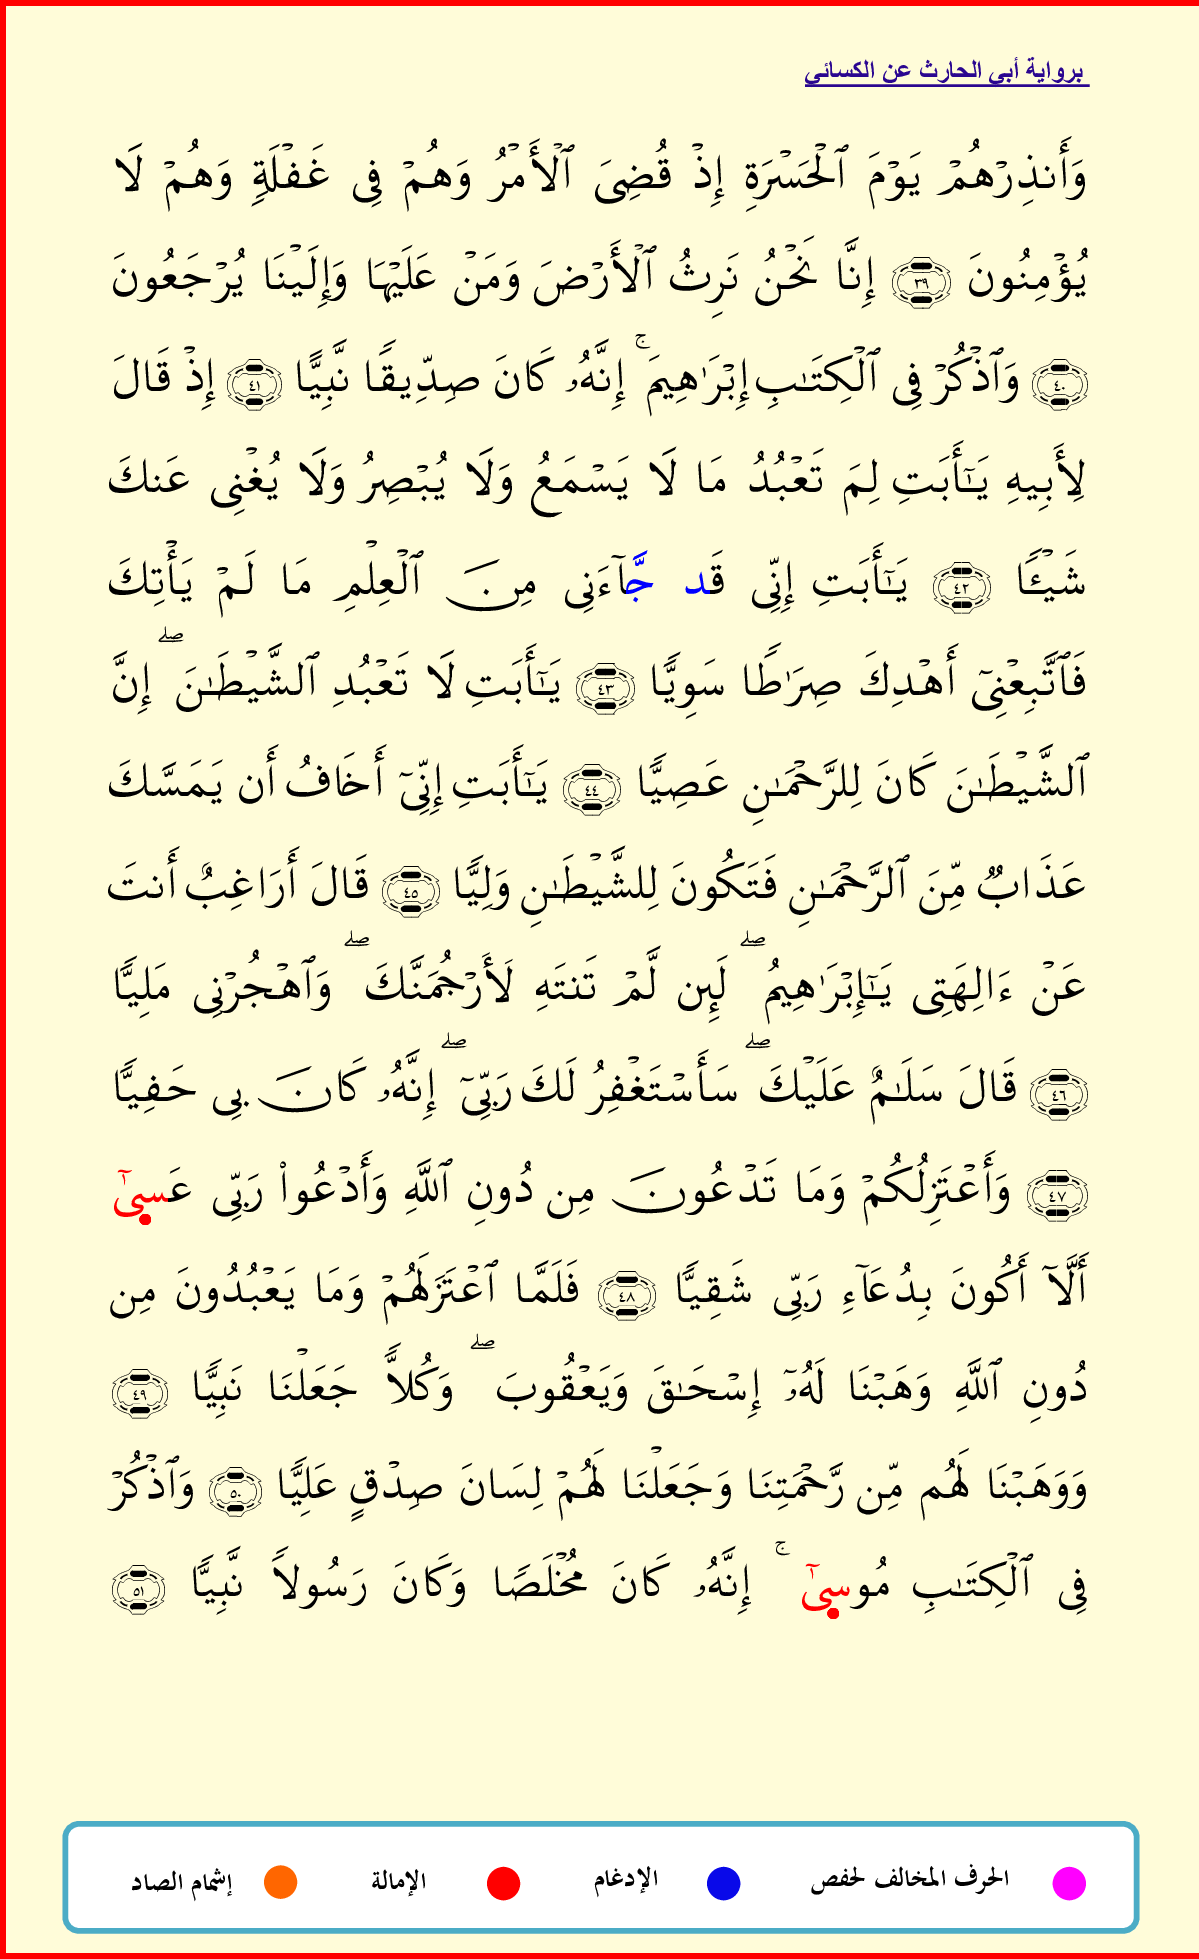 برواية أبي الحارث عن الكسائي
وَأَنذِرْهُمْ يَوْمَ ٱلْحَسْرَةِ إِذْ قُضِىَ ٱلْأَمْرُ وَهُمْ فِى غَفْلَةٍ وَهُمْ لَا
يُؤْمِنُونَ ٣٩ إِنَّا نَحْنُ نَرِثُ ٱلْأَرْضَ وَمَنْ عَلَيْهَا وَإِلَيْنَا يُرْجَعُونَ
٤٠ وَٱذْكُرْ فِى ٱلْكِتَٰبِ إِبْرَٰهِيمَ ۚ إِنَّهُۥ كَانَ صِدِّيقًا نَّبِيًّا ٤١ إِذْ قَالَ
لِأَبِيهِ يَٰٓأَبَتِ لِمَ تَعْبُدُ مَا لَا يَسْمَعُ وَلَا يُبْصِرُ وَلَا يُغْنِى عَنكَ
شَيْـًٔا ٤٢ يَٰٓأَبَتِ إِنِّى قَد جَّآءَنِى مِنَ ٱلْعِلْمِ مَا لَمْ يَأْتِكَ
فَٱتَّبِعْنِىٓ أَهْدِكَ صِرَٰطًا سَوِيًّا ٤٣ يَٰٓأَبَتِ لَا تَعْبُدِ ٱلشَّيْطَٰنَ ۖ إِنَّ
ٱلشَّيْطَٰنَ كَانَ لِلرَّحْمَٰنِ عَصِيًّا ٤٤ يَٰٓأَبَتِ إِنِّىٓ أَخَافُ أَن يَمَسَّكَ
عَذَابٌ مِّنَ ٱلرَّحْمَٰنِ فَتَكُونَ لِلشَّيْطَٰنِ وَلِيًّا ٤٥ قَالَ أَرَاغِبٌ أَنتَ
عَنْ ءَالِهَتِى يَٰٓإِبْرَٰهِيمُ ۖ لَئِن لَّمْ تَنتَهِ لَأَرْجُمَنَّكَ ۖ وَٱهْجُرْنِى مَلِيًّا
٤٦ قَالَ سَلَٰمٌ عَلَيْكَ ۖ سَأَسْتَغْفِرُ لَكَ رَبِّىٓ ۖ إِنَّهُۥ كَانَ بِى حَفِيًّا
٤٧ وَأَعْتَزِلُكُمْ وَمَا تَدْعُونَ مِن دُونِ ٱللَّهِ وَأَدْعُوا۟ رَبِّى عَسىٰٓ
أَلَّآ أَكُونَ بِدُعَآءِ رَبِّى شَقِيًّا ٤٨ فَلَمَّا ٱعْتَزَلَهُمْ وَمَا يَعْبُدُونَ مِن
دُونِ ٱللَّهِ وَهَبْنَا لَهُۥٓ إِسْحَٰقَ وَيَعْقُوبَ ۖ وَكُلاًّ جَعَلْنَا نَبِيًّا ٤٩
وَوَهَبْنَا لَهُم مِّن رَّحْمَتِنَا وَجَعَلْنَا لَهُمْ لِسَانَ صِدْقٍ عَلِيًّا ٥٠ وَٱذْكُرْ
فِى ٱلْكِتَٰبِ مُوسىٰٓ ۚ إِنَّهُۥ كَانَ مُخْلَصًا وَكَانَ رَسُولاً نَّبِيًّا ٥١
الحرف المخالف لحفص الإدغام الإمالة إشمام الصاد